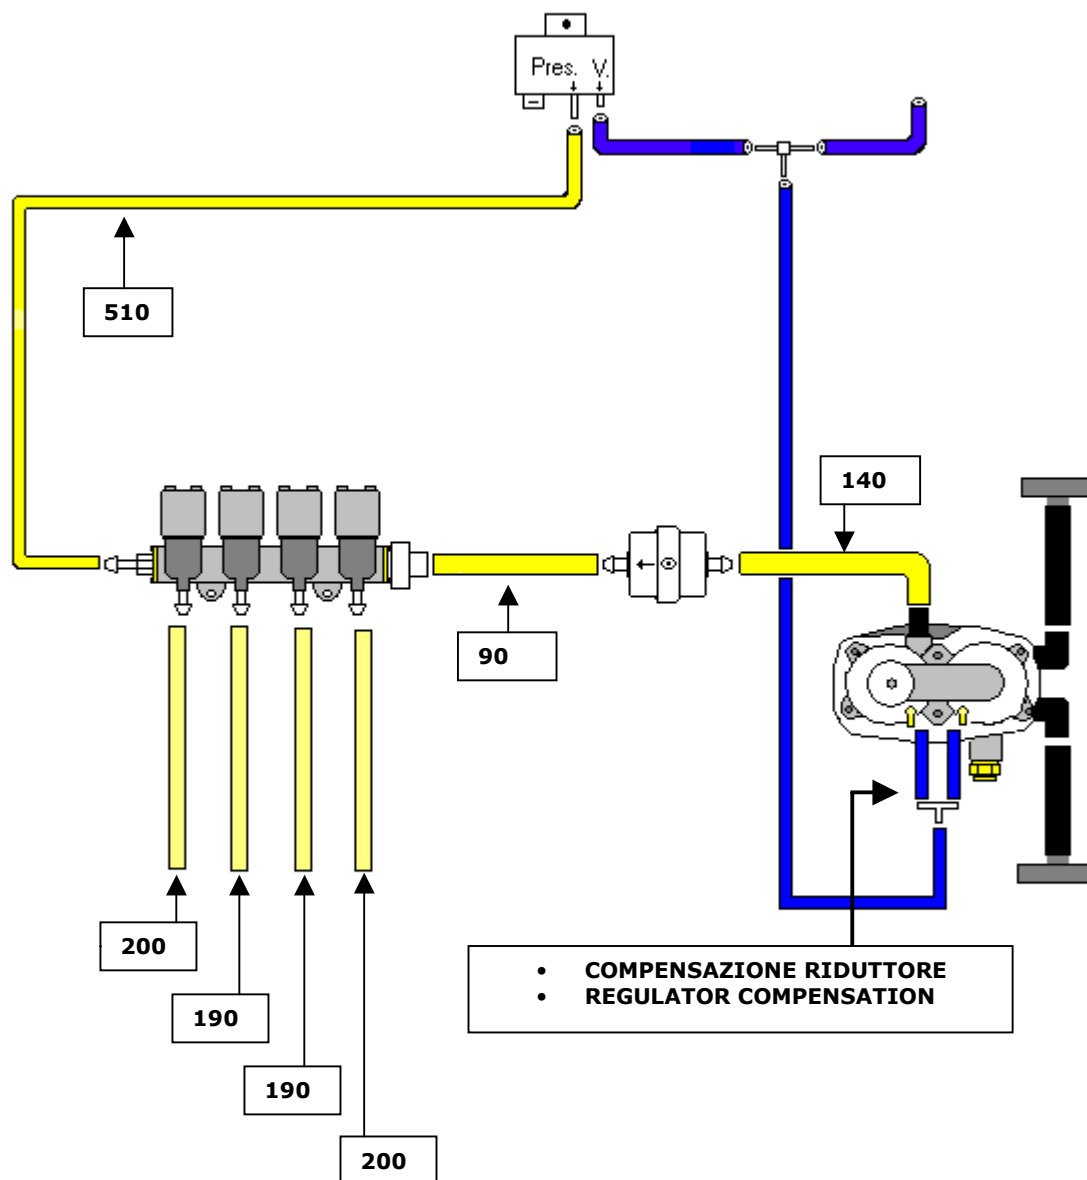 Pres. V.
510
140
90
200
190
190
200
• COMPENSAZIONE RIDUTTORE
• REGULATOR COMPENSATION